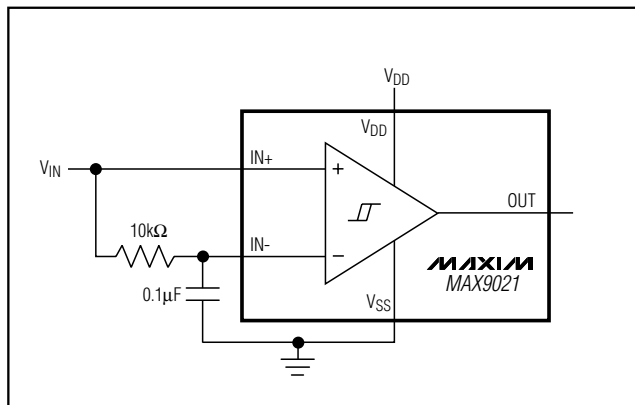 VDD
VDD
VIN
IN+
+
OUT
10kΩ
IN-
−
0.1μF
MAXIM
MAX9021
VSS